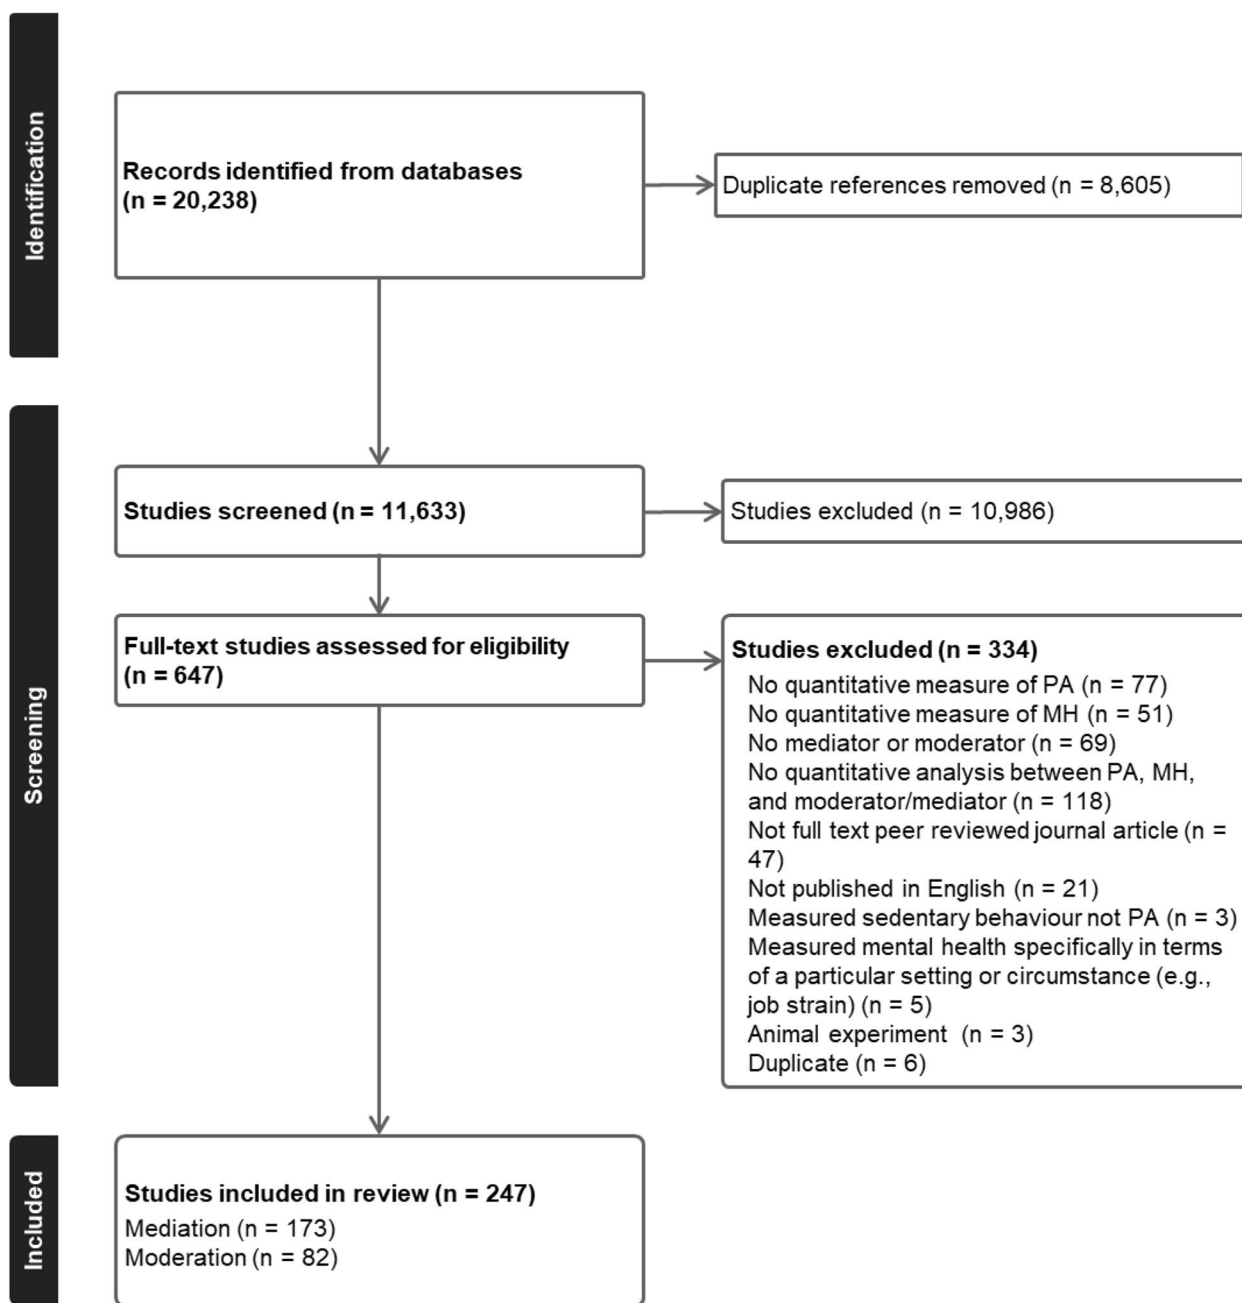 Identification
Records identified from databases
(n = 20,238)
Duplicate references removed (n = 8,605)
Screening
Studies screened (n = 11,633)
Studies excluded (n = 10,986)
Full-text studies assessed for eligibility
(n = 647)
Studies excluded (n = 334)
No quantitative measure of PA (n = 77)
No quantitative measure of MH (n = 51)
No mediator or moderator (n = 69)
No quantitative analysis between PA, MH,
and moderator/mediator (n = 118)
Not full text peer reviewed journal article (n =
47)
Not published in English (n = 21)
Measured sedentary behaviour not PA (n = 3)
Measured mental health specifically in terms
of a particular setting or circumstance (e.g.,
job strain) (n = 5)
Animal experiment  (n = 3)
Duplicate (n = 6)
Included
Studies included in review (n = 247)
Mediation (n = 173)
Moderation (n = 82)